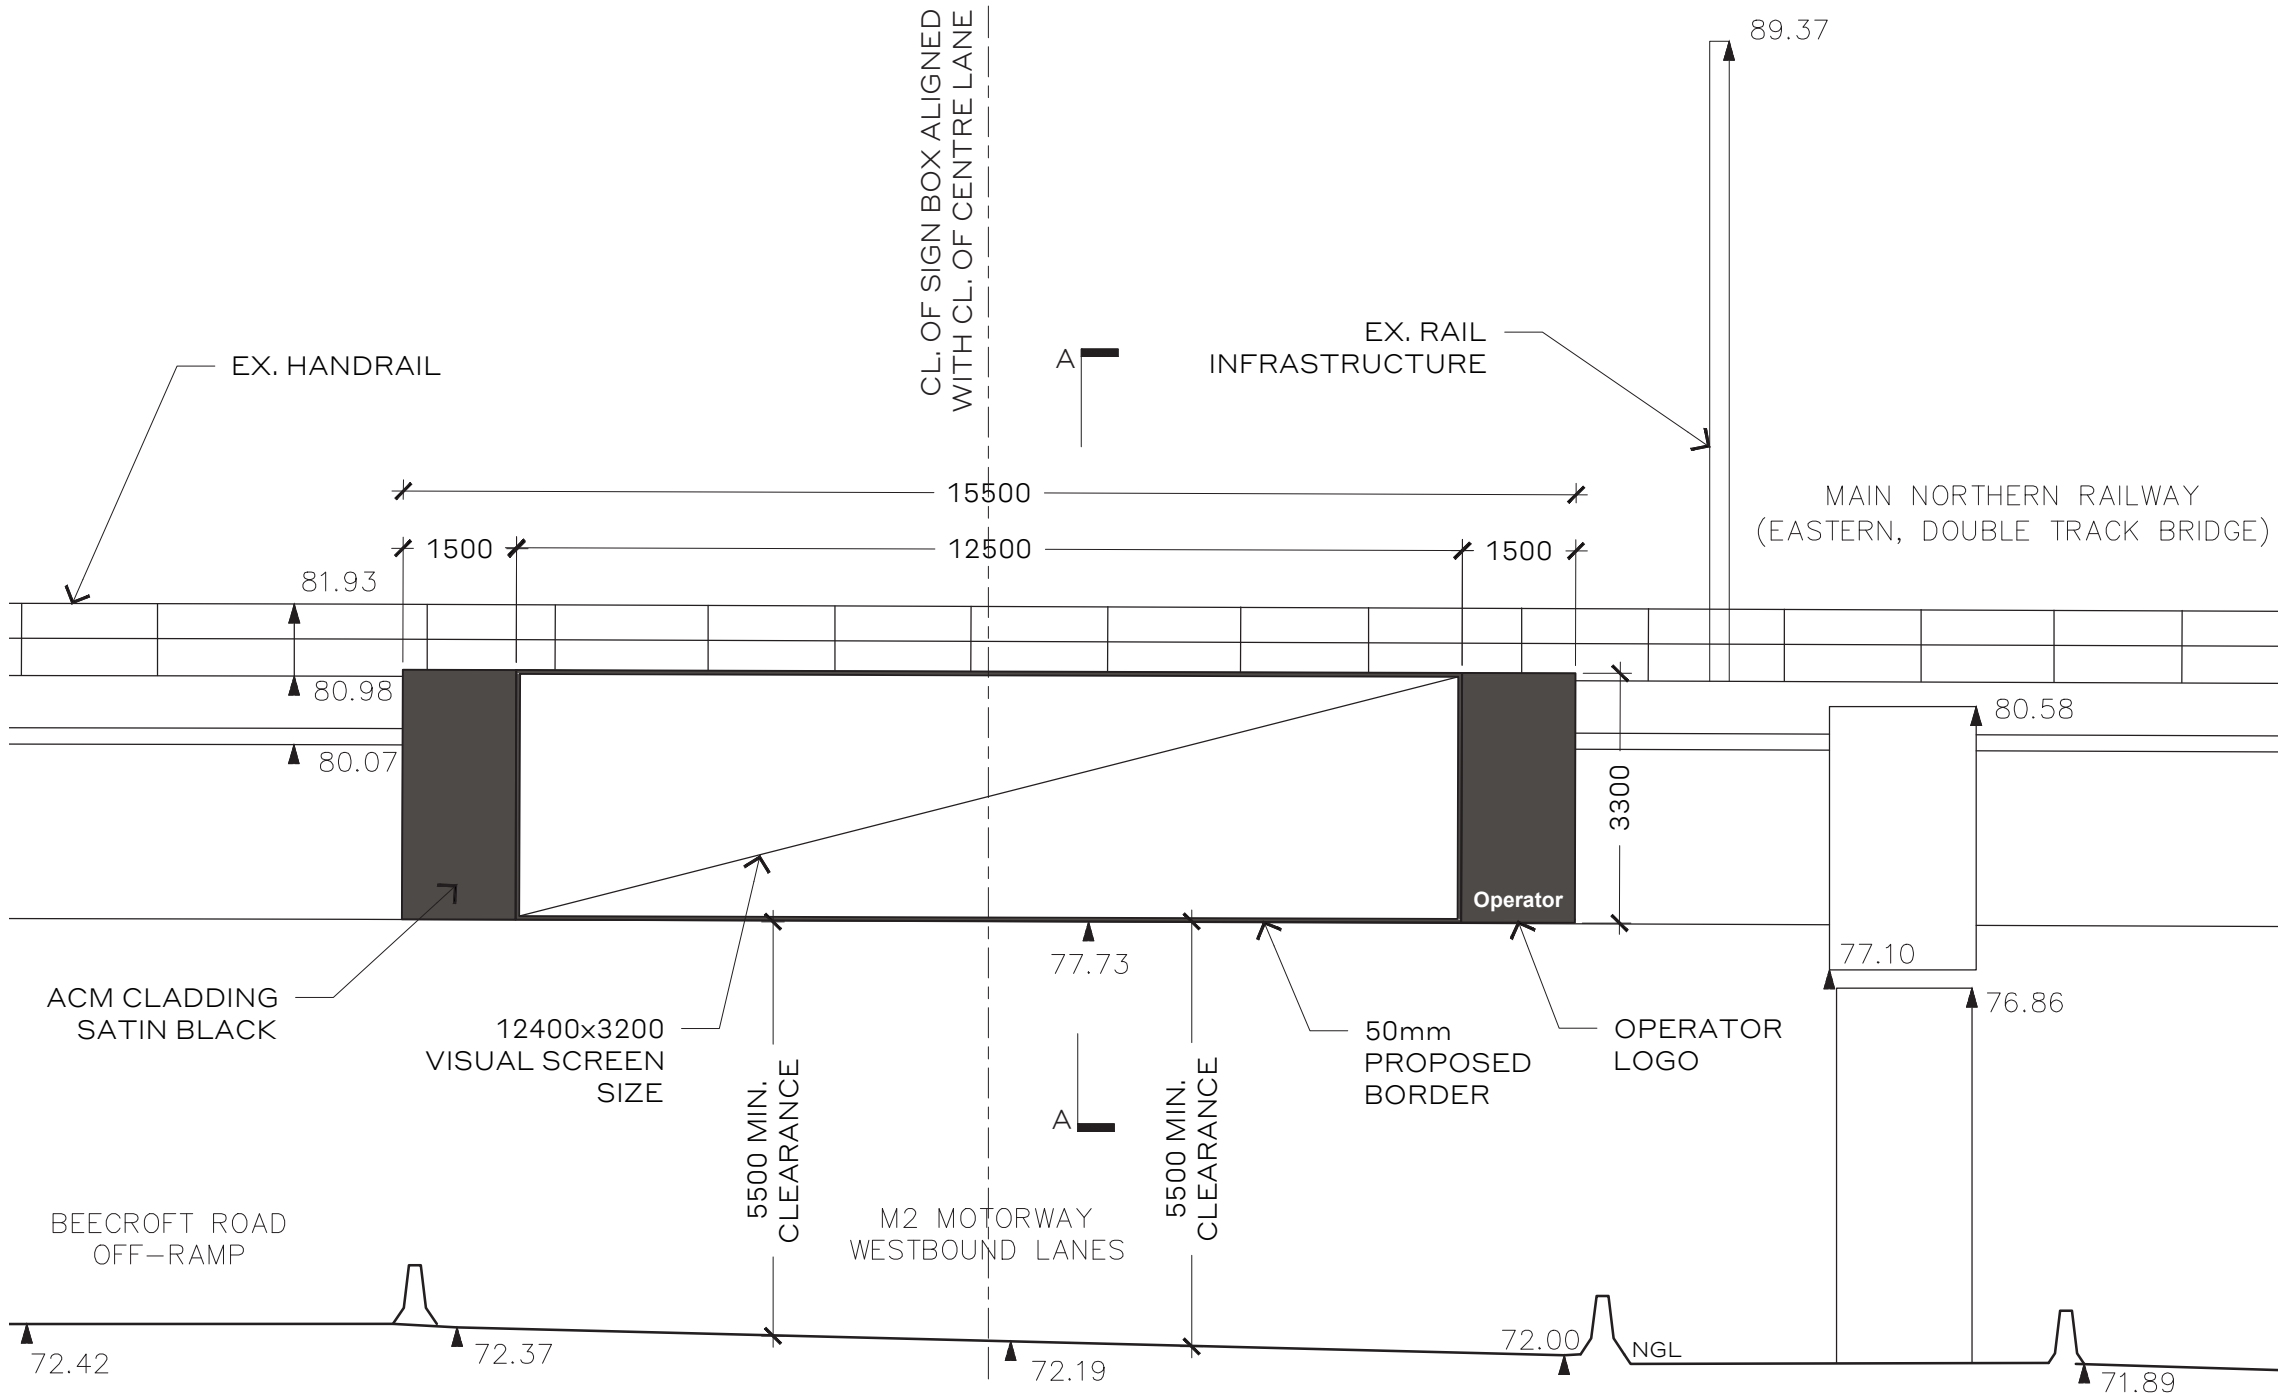 CL. OF SIGN BOX ALIGNED
WITH CL. OF CENTRE LANE
89.37
A
EX. RAIL
INFRASTRUCTURE
EX. HANDRAIL
15500
MAIN NORTHERN RAILWAY
(EASTERN, DOUBLE TRACK BRIDGE)
1500
12500
1500
81.93
80.98
80.07
80.58
3300
Operator
77.73
77.10
76.86
ACM CLADDING
SATIN BLACK
12400x3200
VISUAL SCREEN
SIZE
50mm
PROPOSED
BORDER
OPERATOR
LOGO
A
5500 MIN.
CLEARANCE
5500 MIN.
CLEARANCE
BEECROFT ROAD
OFF-RAMP
M2 MOTORWAY
WESTBOUND LANES
72.42
72.37
72.19
72.00
NGL
71.89